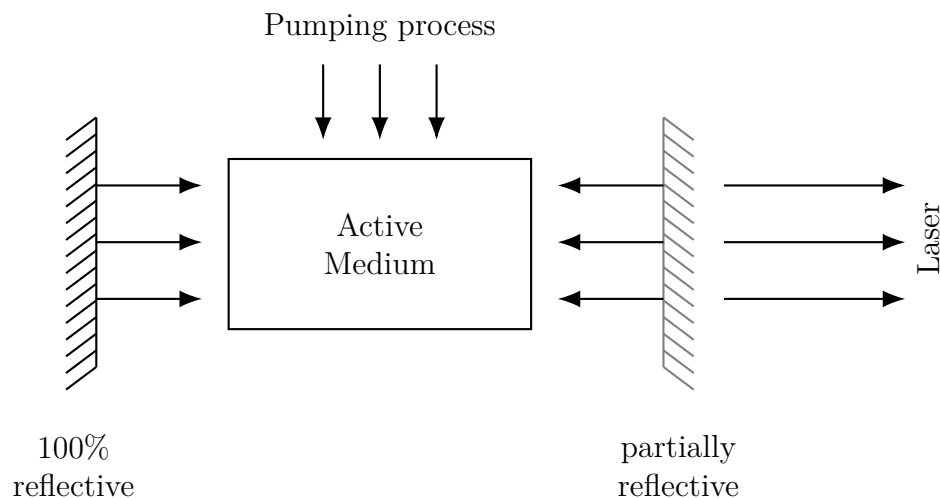 Pumping process
Active
Medium
Laser
100%
reflective
partially
reflective